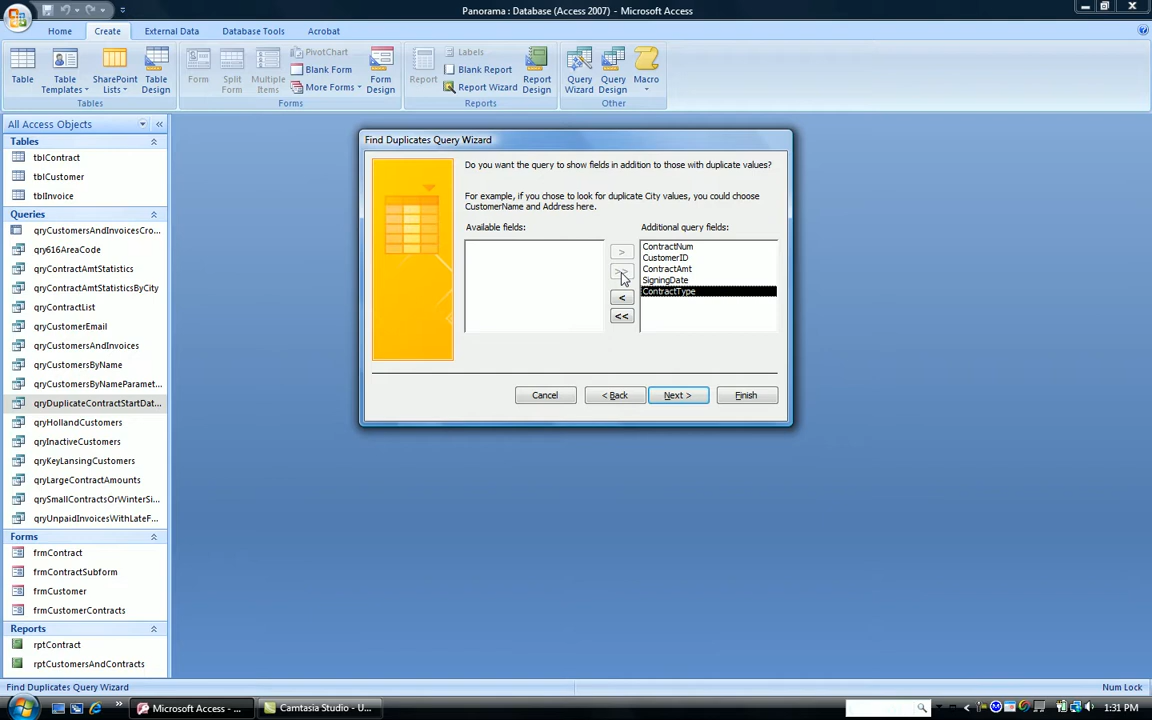 Panorama : Database (Access 2007) - Microsoft Access
Home Create External Data Database Tools Acrobat
Table
Table Templates
SharePoint Lists
Table Design
Tables
Form
Split Form
Multiple Items
PivotChart
Blank Form
More Forms
Form Design
Forms
Report
Labels
Blank Report
Report Wizard
Report Design
Reports
Query Wizard
Query Design
Macro
Other
All Access Objects
Tables
tblContract
tblCustomer
tblInvoice
Queries
qryCustomersAndInvoicesCro...
qry616AreaCode
qryContractAmtStatistics
qryContractAmtStatisticsByCity
qryContractList
qryCustomerEmail
qryCustomersAndInvoices
qryCustomersByName
qryCustomersByNameParamet...
qryDuplicateContractStartDat...
qryHollandCustomers
qryInactiveCustomers
qryKeyLansingCustomers
qryLargeContractAmounts
qrySmallContractsOrWinterSi...
qryUnpaidInvoicesWithLateF...
Forms
frmContract
frmContractSubform
frmCustomer
frmCustomerContracts
Reports
rptContract
rptCustomersAndContracts
Find Duplicates Query Wizard
Do you want the query to show fields in addition to those with duplicate values?
For example, if you chose to look for duplicate City values, you could choose
CustomerName and Address here.
Available fields:
Additional query fields:
ContractNum
CustomerID
ContractAmt
SigningDate
ContractType
>
>>
<
<<
Cancel < Back Next > Finish
Find Duplicates Query Wizard Num Lock
Microsoft Access - ... Camtasia Studio - U... 1:31 PM